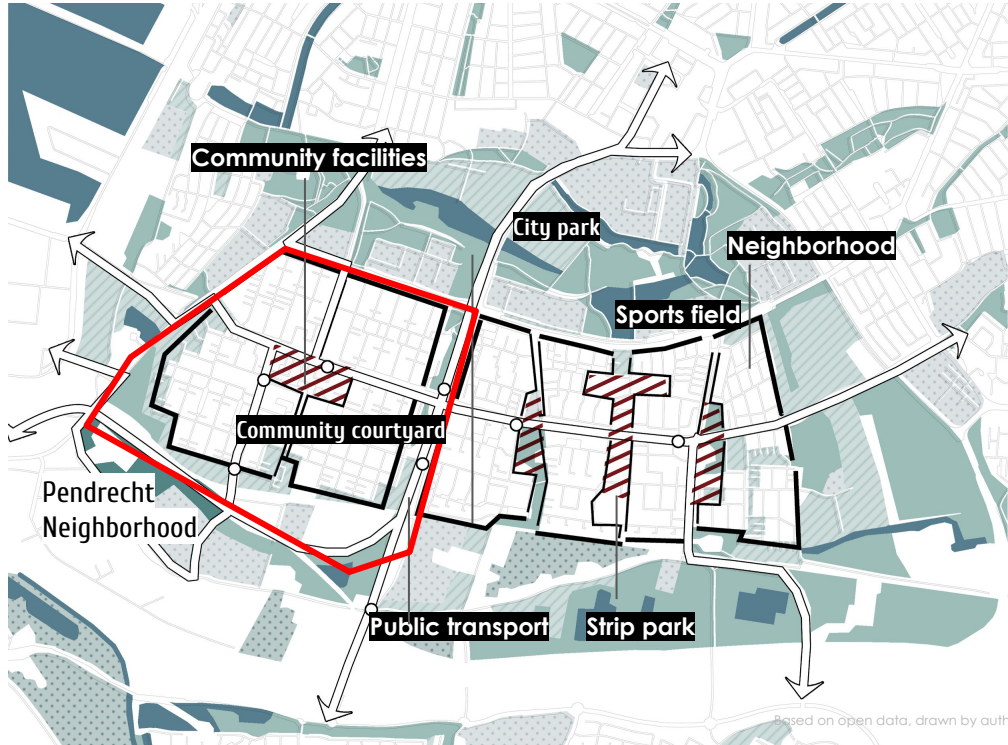 Community facilities
City park
Neighborhood
Sports field
Community courtyard
Pendrecht
Neighborhood
Public transport
Strip park
Based on open data, drawn by auth